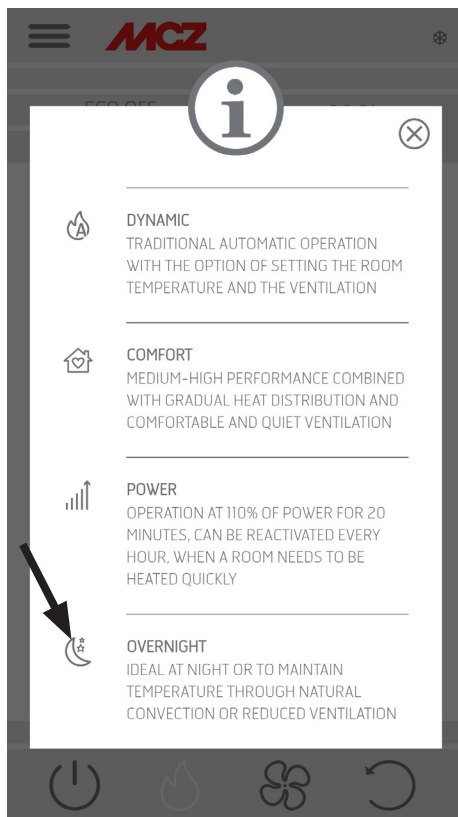 MCZ
DYNAMIC
TRADITIONAL AUTOMATIC OPERATION
WITH THE OPTION OF SETTING THE ROOM
TEMPERATURE AND THE VENTILATION
COMFORT
MEDIUM-HIGH PERFORMANCE COMBINED
WITH GRADUAL HEAT DISTRIBUTION AND
COMFORTABLE AND QUIET VENTILATION
POWER
OPERATION AT 110% OF POWER FOR 20
MINUTES, CAN BE REACTIVATED EVERY
HOUR, WHEN A ROOM NEEDS TO BE
HEATED QUICKLY
OVERNIGHT
IDEAL AT NIGHT OR TO MAINTAIN
TEMPERATURE THROUGH NATURAL
CONVECTION OR REDUCED VENTILATION